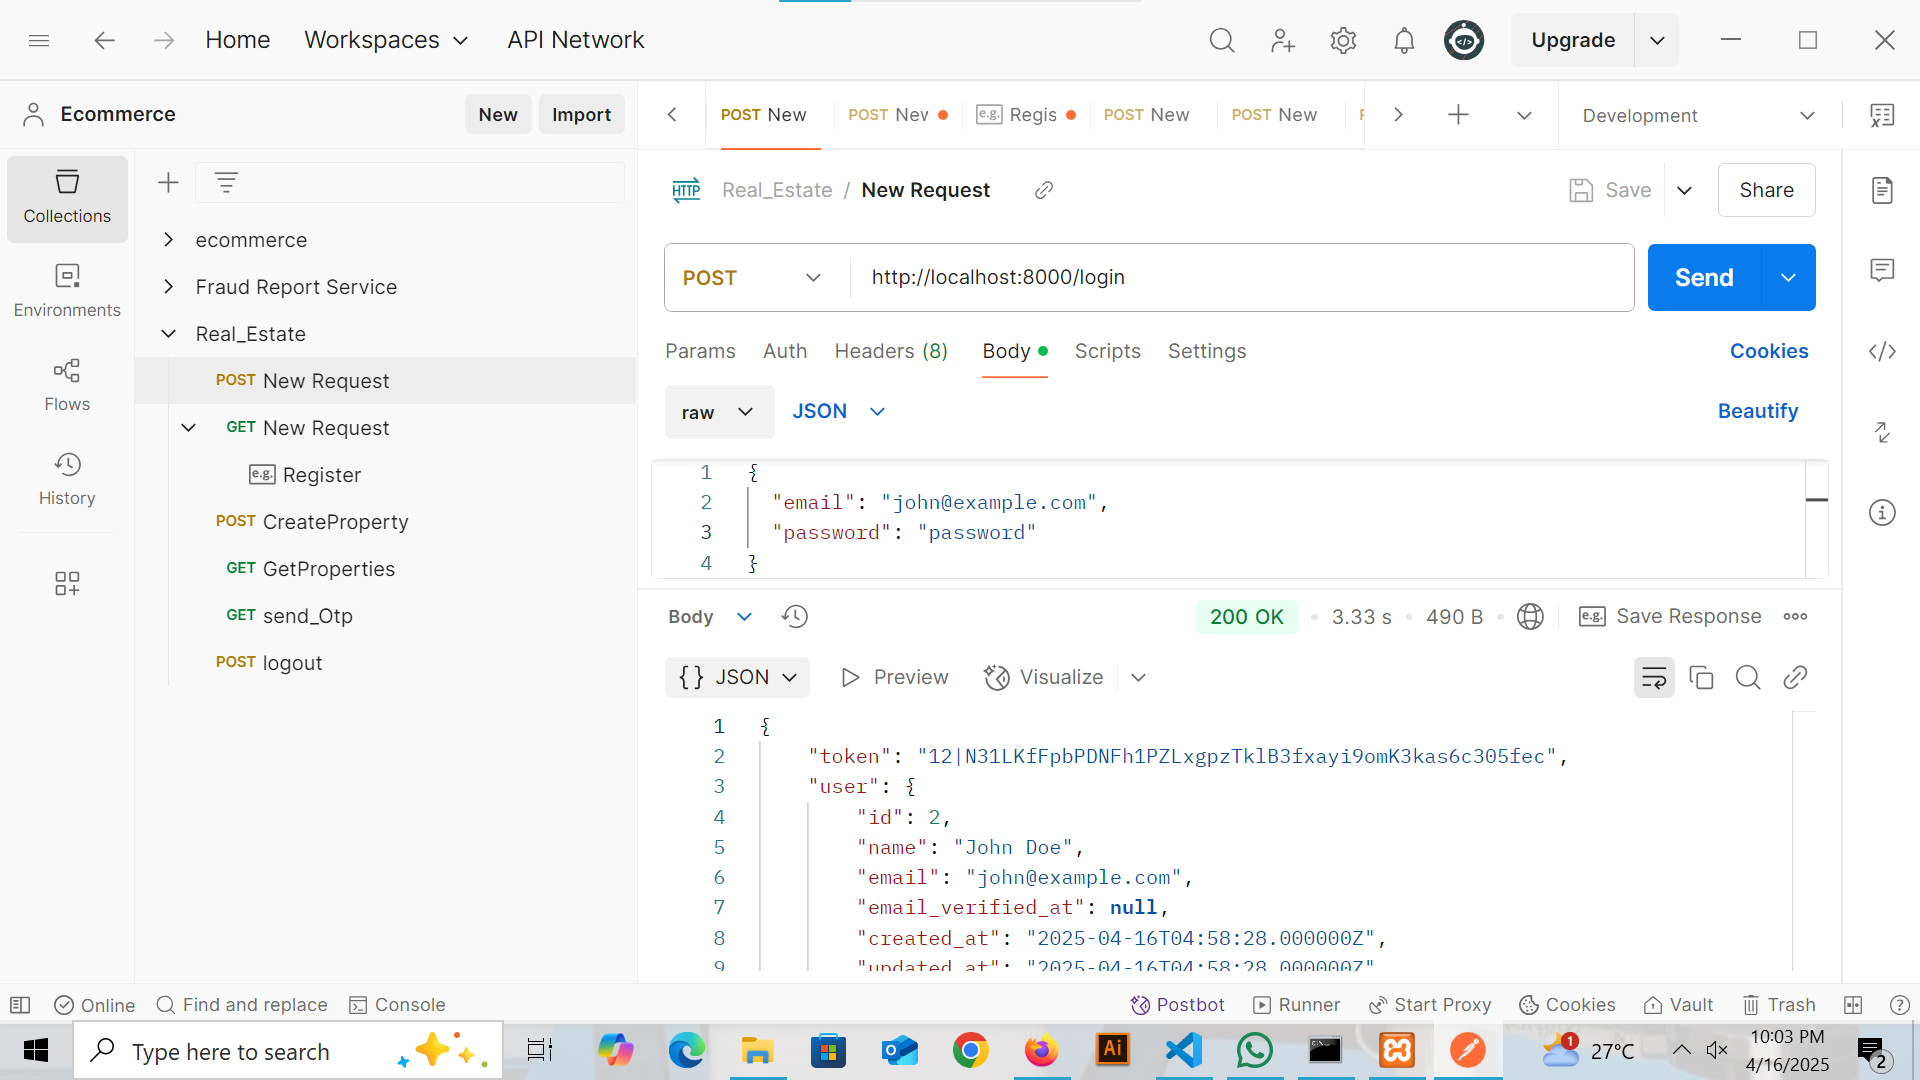 Home
Workspaces
API Network
Upgrade
Ecommerce
New
Import
POST New
POST New
e.g. Regis
POST New
POST New
Development
Collections
Environments
Flows
History
ecommerce
Fraud Report Service
Real_Estate
POST New Request
GET New Request
e.g. Register
POST CreateProperty
GET GetProperties
GET send_Otp
POST logout
HTTP Real_Estate / New Request
Save
Share
POST
http://localhost:8000/login
Send
Params
Auth
Headers (8)
Body
Scripts
Settings
Cookies
raw
JSON
Beautify
1 {
2 "email": "john@example.com",
3 "password": "password"
4 }
Body
200 OK • 3.33 s • 490 B
e.g. Save Response
{} JSON
Preview
Visualize
1 {
2 "token": "12|N31LKfFpbPDNFh1PZLxgpzTklB3fxayi9omK3kas6c305fec",
3 "user": {
4 "id": 2,
5 "name": "John Doe",
6 "email": "john@example.com",
7 "email_verified_at": null,
8 "created_at": "2025-04-16T04:58:28.000000Z",
9 "updated_at": "2025-04-16T04:58:28.000000Z"
Online
Find and replace
Console
Postbot
Runner
Start Proxy
Cookies
Vault
Trash
Type here to search
Ai
1
27°C
10:03 PM
4/16/2025
2